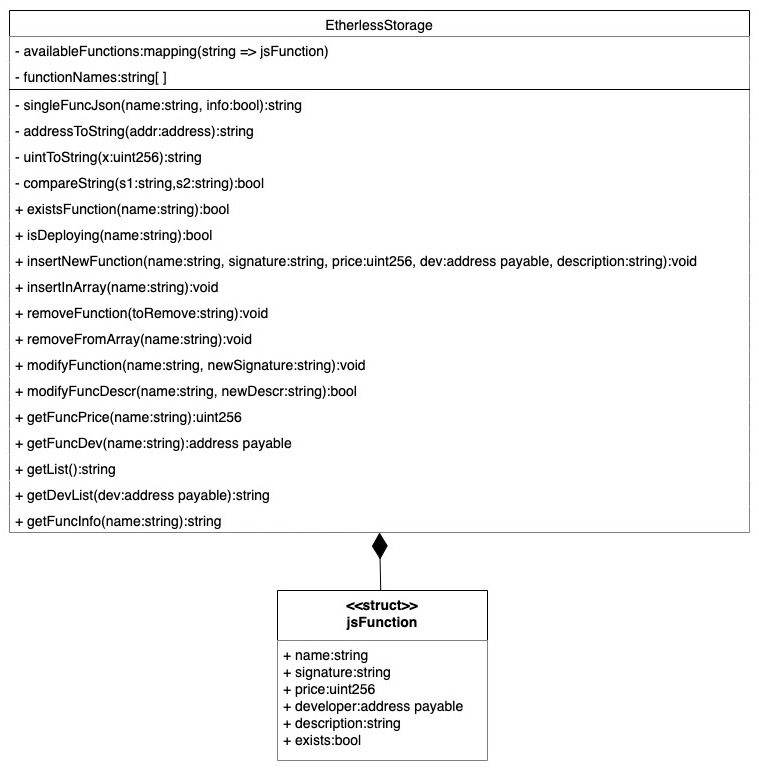 EtherlessStorage
- availableFunctions:mapping(string => jsFunction)
- functionNames:string[ ]
- singleFuncJson(name:string, info:bool):string
- addressToString(addr:address):string
- uintToString(x:uint256):string
- compareString(s1:string,s2:string):bool
+ existsFunction(name:string):bool
+ isDeploying(name:string):bool
+ insertNewFunction(name:string, signature:string, price:uint256, dev:address payable, description:string):void
+ insertInArray(name:string):void
+ removeFunction(toRemove:string):void
+ removeFromArray(name:string):void
+ modifyFunction(name:string, newSignature:string):void
+ modifyFuncDescr(name:string, newDescr:string):bool
+ getFuncPrice(name:string):uint256
+ getFuncDev(name:string):address payable
+ getList():string
+ getDevList(dev:address payable):string
+ getFuncInfo(name:string):string
<<struct>>
jsFunction
+ name:string
+ signature:string
+ price:uint256
+ developer:address payable
+ description:string
+ exists:bool